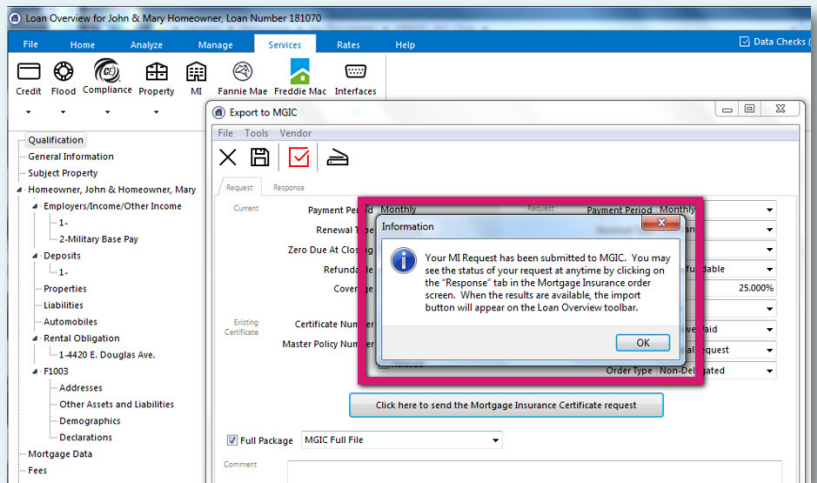 Loan Overview for John & Mary Homeowner, Loan Number 181070
File Home Analyze Manage Services Rates Help Data Checks (
Credit Flood Compliance Property MI Fannie Mae Freddie Mac Interfaces
Export to MGIC
File Tools Vendor
Request Response
Qualification
General Information
Subject Property
Homeowner, John & Homeowner, Mary
Employers/Income/Other Income
1-
2-Military Base Pay
Deposits
1-
Properties
Liabilities
Automobiles
Rental Obligation
1-4420 E. Douglas Ave.
F1003
Addresses
Other Assets and Liabilities
Demographics
Declarations
Mortgage Data
Fees
Current Payment Period Monthly Request Payment Period Monthly
Renewal Type
Zero Due At Closing
Refundable
Coverage 25.000%
Existing
Certificate
Certificate Number
Master Policy Number
Order Type Non-Delegated
Information
Your MI Request has been submitted to MGIC. You may
see the status of your request at anytime by clicking on
the "Response" tab in the Mortgage Insurance order
screen. When the results are available, the import
button will appear on the Loan Overview toolbar.
OK
Click here to send the Mortgage Insurance Certificate request
Full Package MGIC Full File
Comment